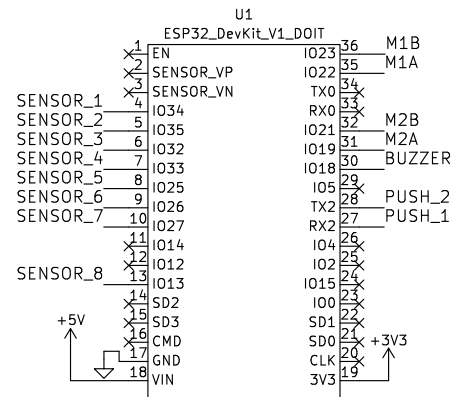 U1
ESP32_DevKit_V1_DOIT
1 EN IO23 36 M1B
2 SENSOR_VP IO22 35 M1A
3 SENSOR_VN TX0 34
SENSOR_1 4 IO34 RX0 33
SENSOR_2 5 IO35 IO21 32 M2B
SENSOR_3 6 IO32 IO19 31 M2A
SENSOR_4 7 IO33 IO18 30 BUZZER
SENSOR_5 8 IO25 IO5 29
SENSOR_6 9 IO26 TX2 28 PUSH_2
SENSOR_7 10 IO27 RX2 27 PUSH_1
11 IO14 IO4 26
12 IO12 IO2 25
SENSOR_8 13 IO13 IO15 24
14 SD2 IO0 23
+5V 15 SD3 SD1 22
16 CMD SD0 21 +3V3
17 GND CLK 20
18 VIN 3V3 19